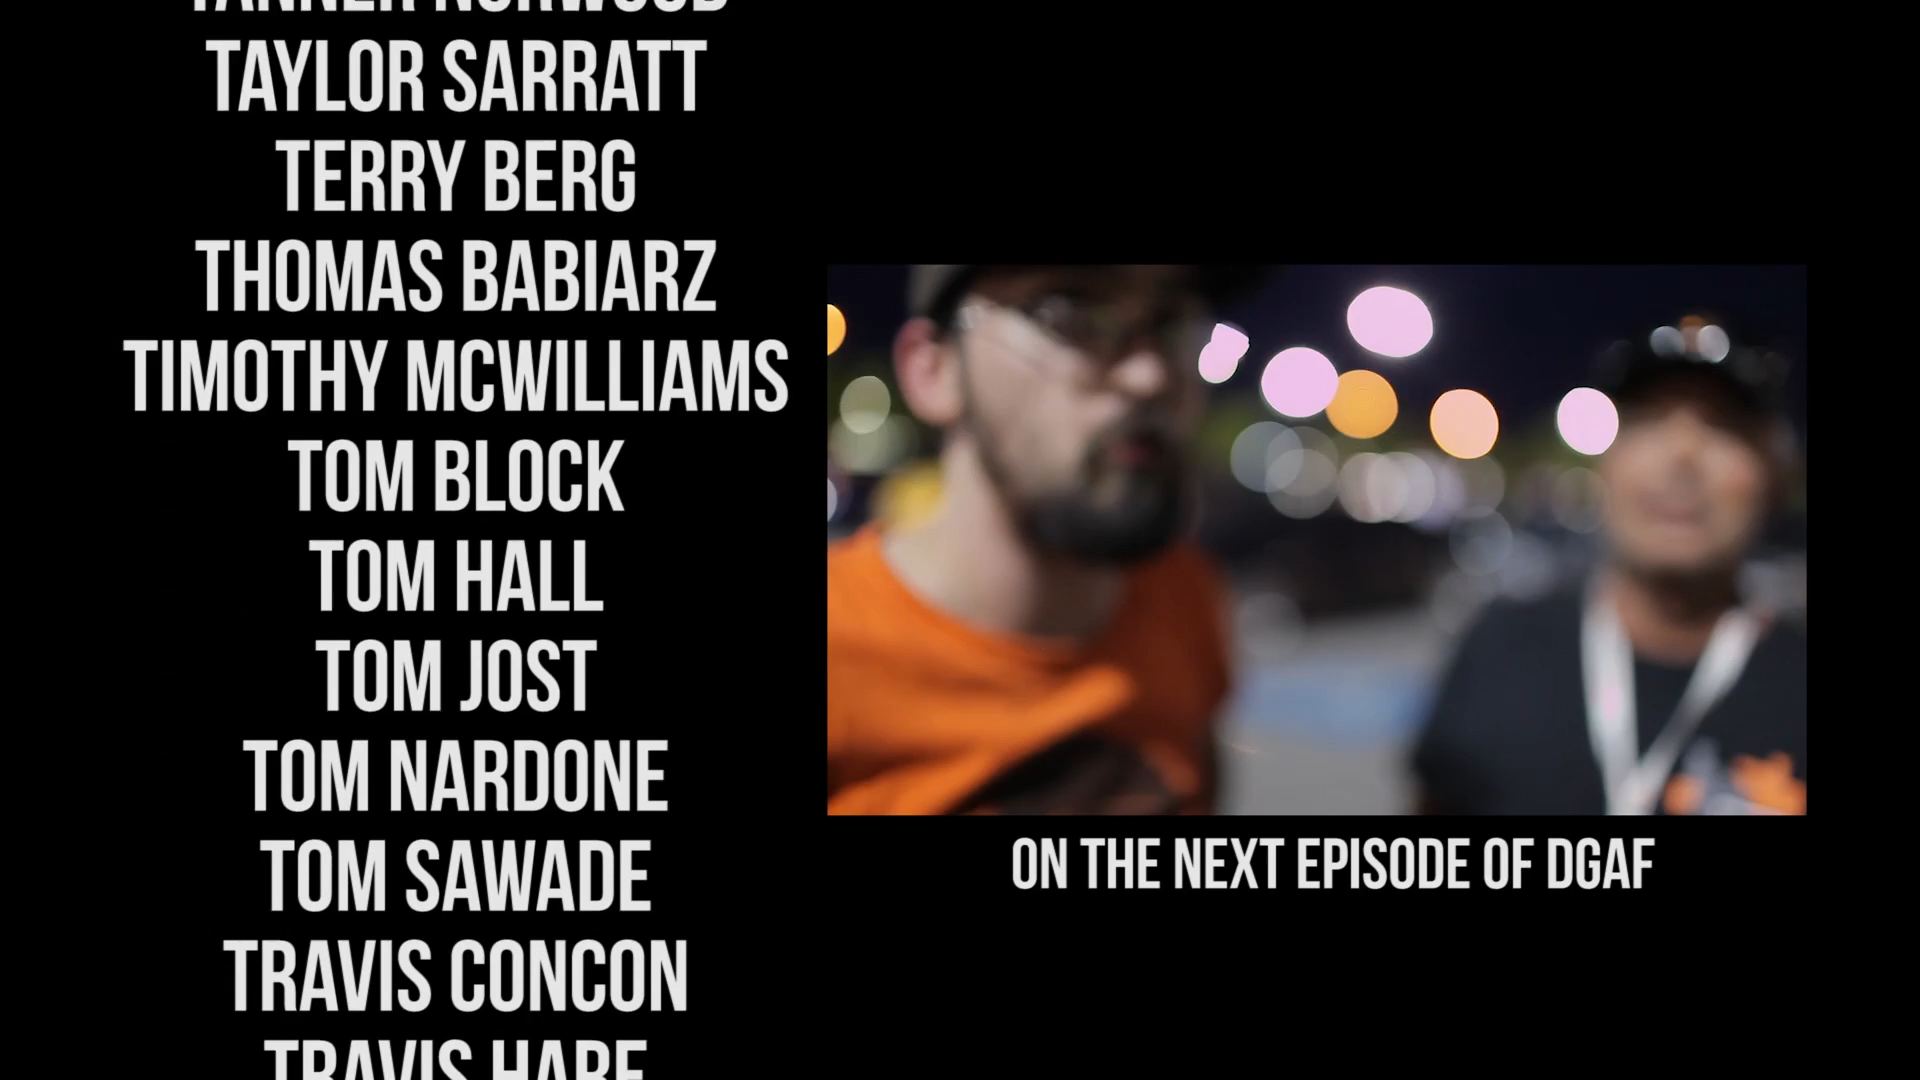 TAYLOR SARRATT
TERRY BERG
THOMAS BABIARZ
TIMOTHY MCWILLIAMS
TOM BLOCK
TOM HALL
TOM JOST
TOM NARDONE
TOM SAWADE
TRAVIS CONCON
TRAVIS
ON THE NEXT EPISODE OF DGAF